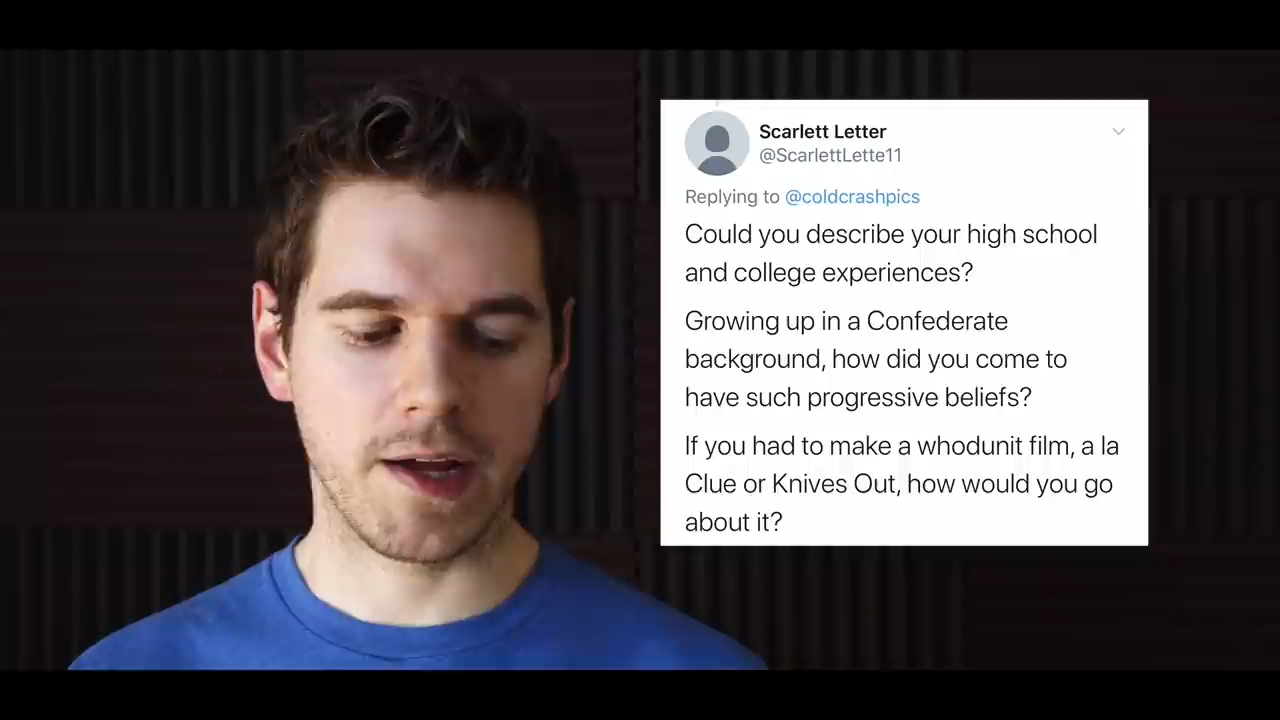 Scarlett Letter
@ScarlettLette11
Replying to @coldcrashpics
Could you describe your high school
and college experiences?
Growing up in a Confederate
background, how did you come to
have such progressive beliefs?
If you had to make a whodunit film, a la
Clue or Knives Out, how would you go
about it?